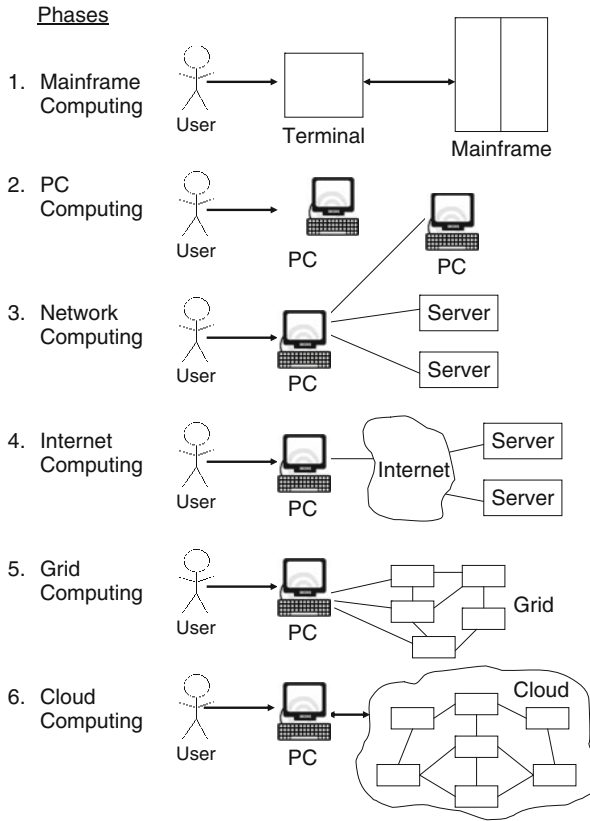 Phases
1. Mainframe
Computing
User
Terminal
Mainframe
2. PC
Computing
User
PC
PC
3. Network
Computing
User
PC
Server
Server
4. Internet
Computing
User
PC
Internet
Server
Server
5. Grid
Computing
User
PC
Grid
6. Cloud
Computing
User
PC
Cloud